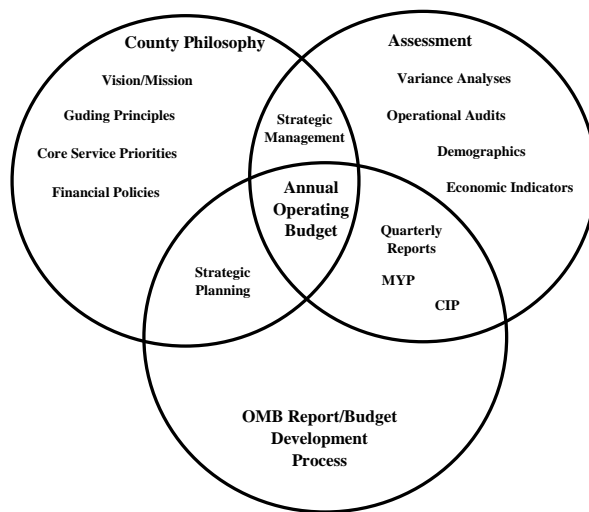 County Philosophy
Vision/Mission
Guding Principles
Core Service Priorities
Financial Policies
Assessment
Variance Analyses
Operational Audits
Demographics
Economic Indicators
Strategic
Management
Annual
Operating
Budget
Strategic
Planning
Quarterly
Reports
MYP
CIP
OMB Report/Budget
Development
Process